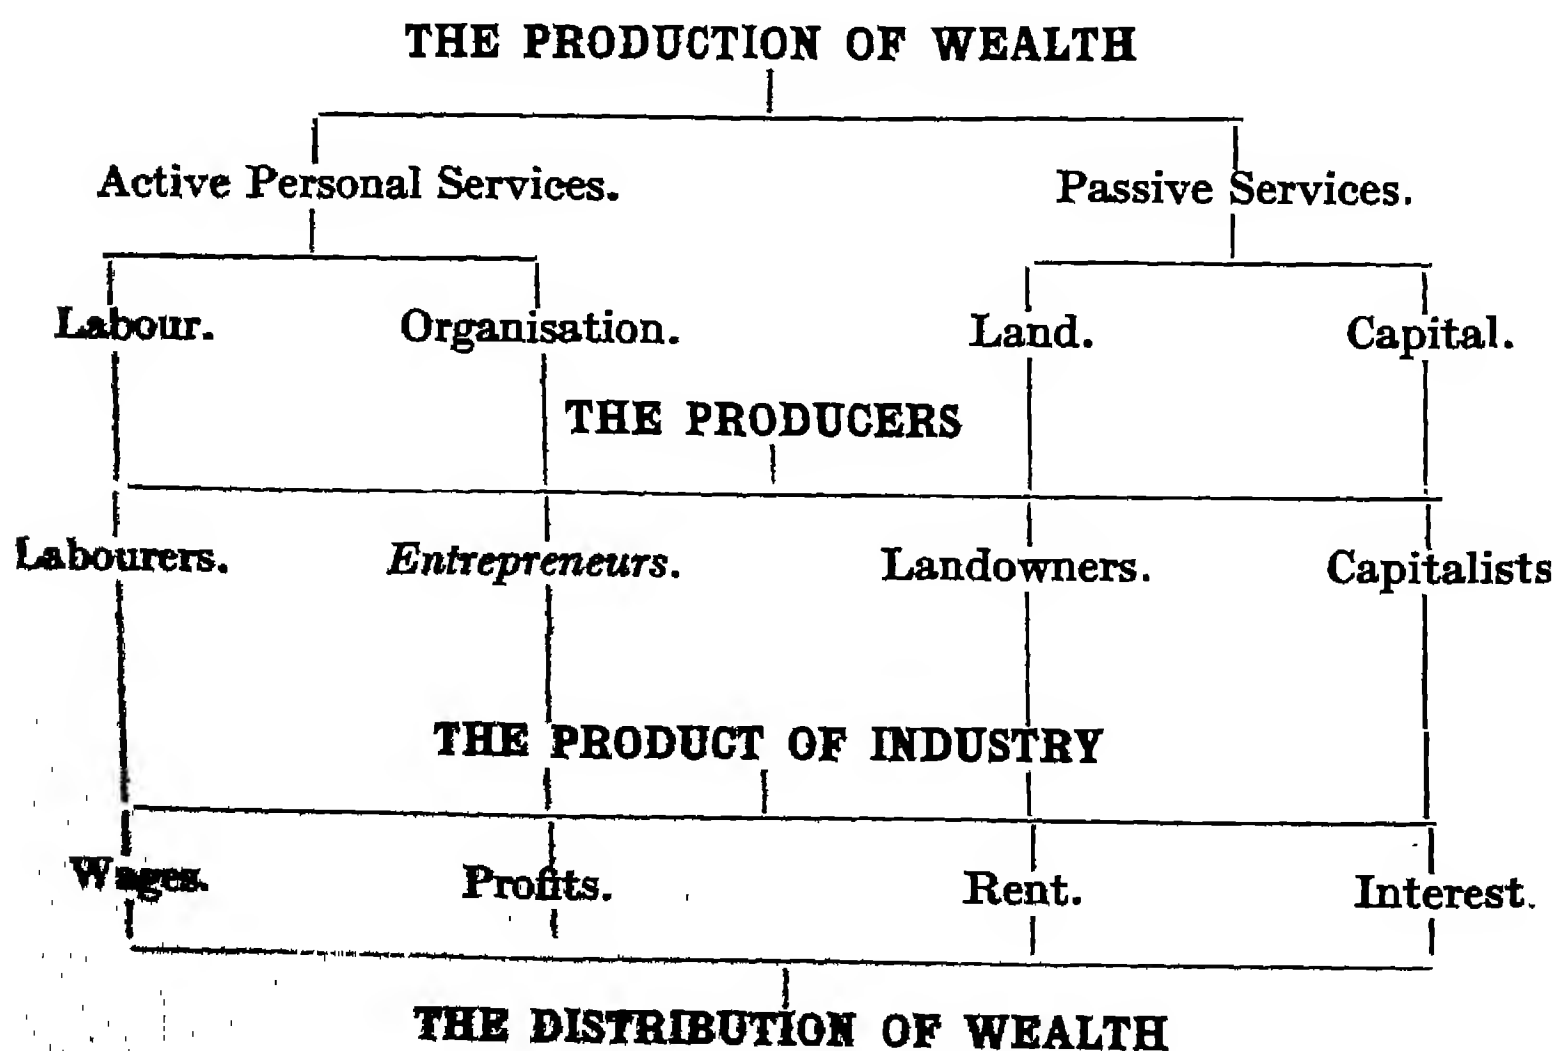 THE PRODUCTION OF WEALTH
Active Personal Services. Passive Services.
Labour. Organisation. Land. Capital.
THE PRODUCERS
Labourers. Entrepreneurs. Landowners. Capitalists
THE PRODUCT OF INDUSTRY
Wages. Profits. Rent. Interest.
THE DISTRIBUTION OF WEALTH